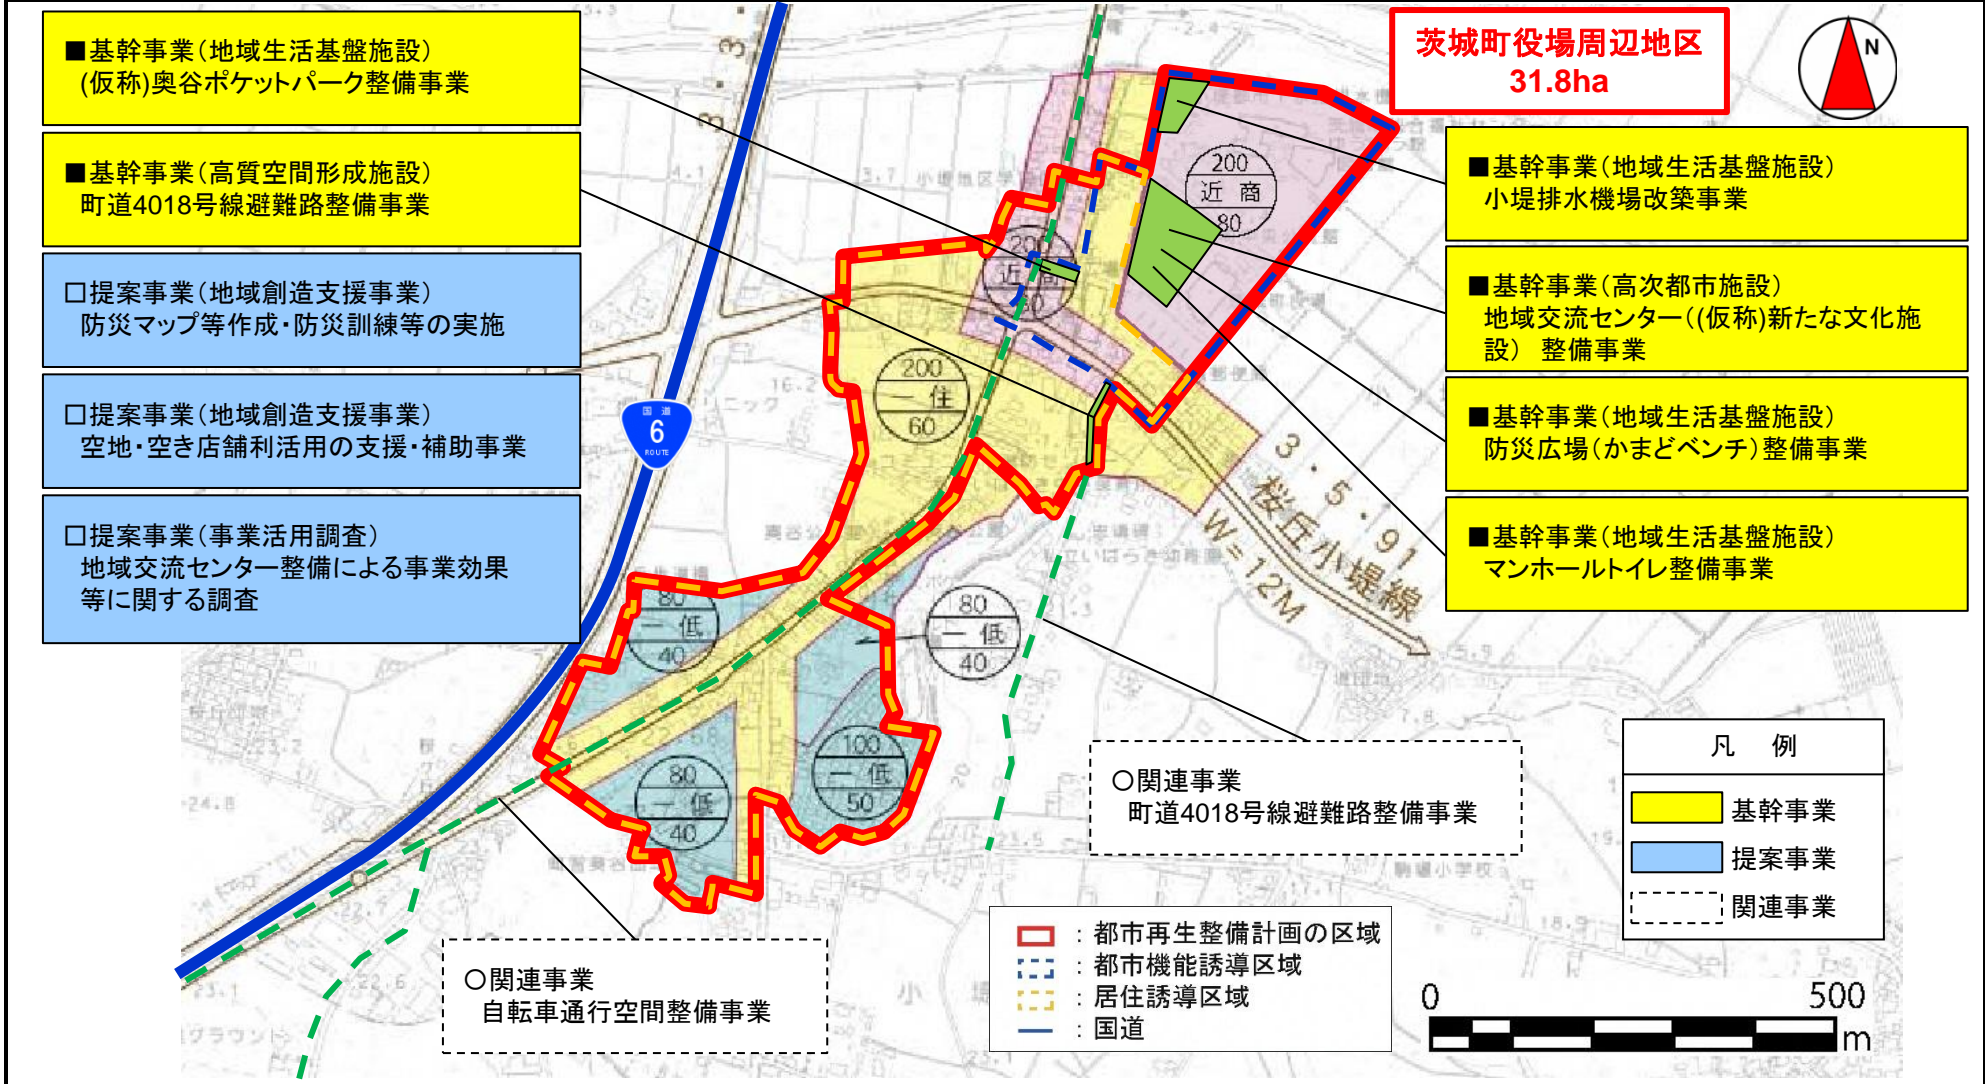 ■基幹事業(地域生活基盤施設)
(仮称)奥谷ポケットパーク整備事業
■基幹事業(高質空間形成施設)
町道4018号線避難路整備事業
□提案事業(地域創造支援事業)
防災マップ等作成・防災訓練等の実施
□提案事業(地域創造支援事業)
空地・空き店舗利活用の支援・補助事業
□提案事業(事業活用調査)
地域交流センター整備による事業効果
等に関する調査
茨城町役場周辺地区
31.8ha
N
■基幹事業(地域生活基盤施設)
小堤排水機場改築事業
■基幹事業(高次都市施設)
地域交流センター((仮称)新たな文化施
設) 整備事業
■基幹事業(地域生活基盤施設)
防災広場(かまどベンチ)整備事業
■基幹事業(地域生活基盤施設)
マンホールトイレ整備事業
3・3・
200
近商
80
近商
200
一住
60
国道
6
ROUTE
16.2
3・5・91
桜丘小堤線
W=12M
80
一低
40
80
一低
40
80
一低
40
100
一低
50
○関連事業
町道4018号線避難路整備事業
○関連事業
自転車通行空間整備事業
凡 例
基幹事業
提案事業
関連事業
:都市再生整備計画の区域
:都市機能誘導区域
:居住誘導区域
:国道
0 500
m